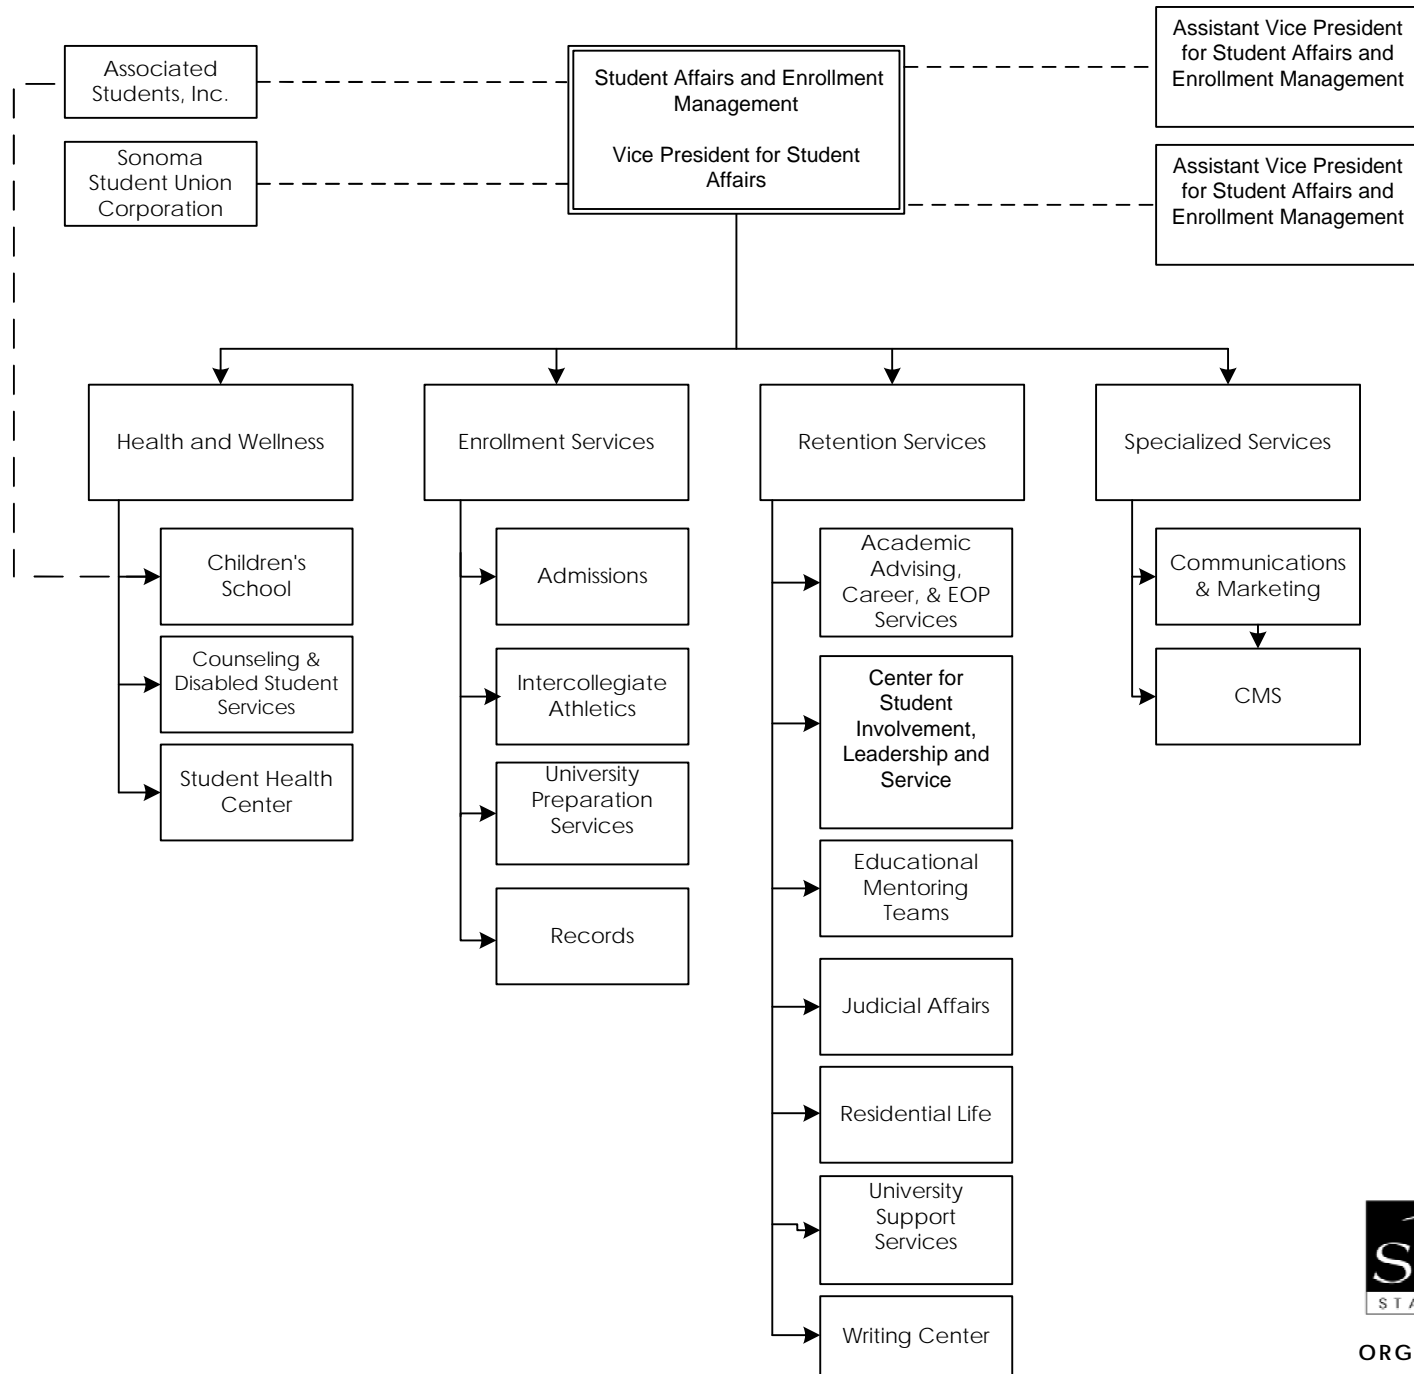 Associated
Students, Inc.
Sonoma
Student Union
Corporation
Student Affairs and Enrollment
Management
Vice President for Student
Affairs
Assistant Vice President
for Student Affairs and
Enrollment Management
Assistant Vice President
for Student Affairs and
Enrollment Management
Health and Wellness
Children's
School
Counseling &
Disabled Student
Services
Student Health
Center
Enrollment Services
Admissions
Intercollegiate
Athletics
University
Preparation
Services
Records
Retention Services
Academic
Advising,
Career, & EOP
Services
Center for
Student
Involvement,
Leadership and
Service
Educational
Mentoring
Teams
Judicial Affairs
Residential Life
University
Support
Services
Writing Center
Specialized Services
Communications
& Marketing
CMS
S
STA
ORG